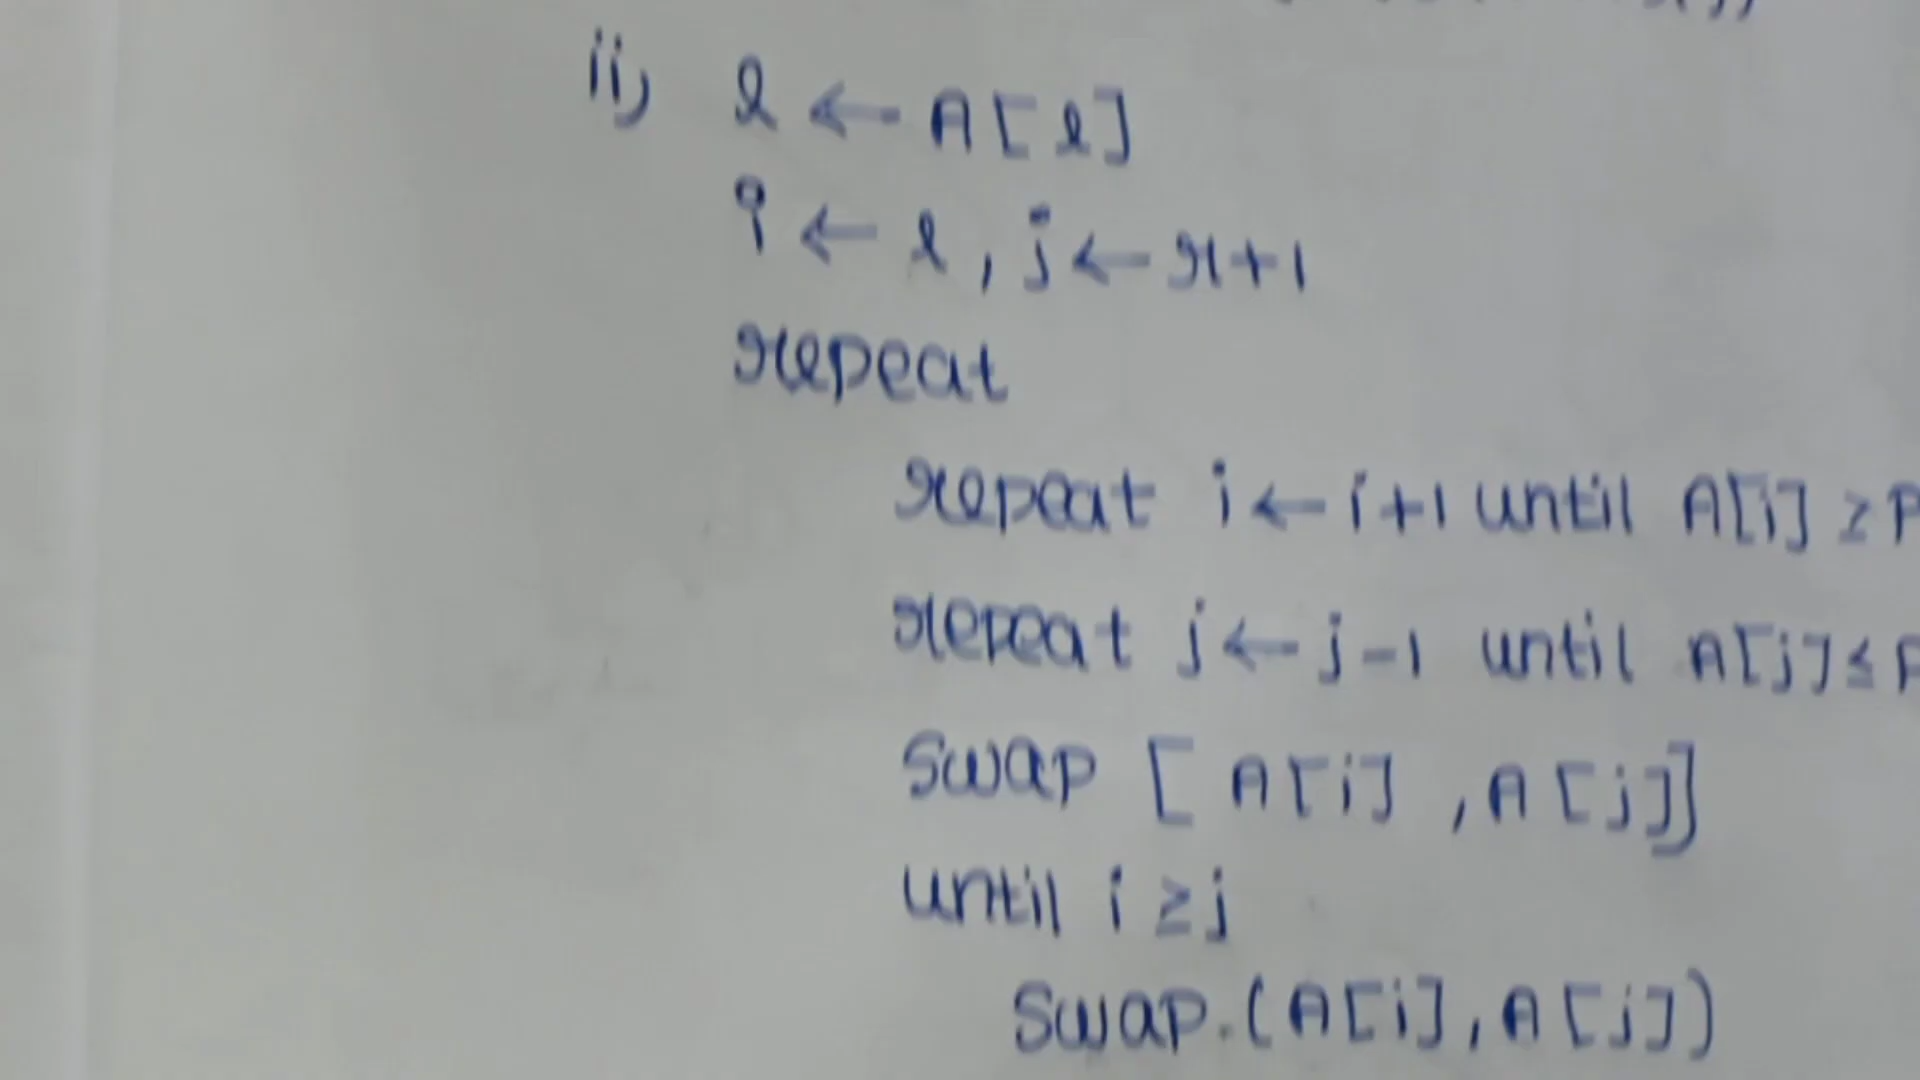 ii) l ← A[l]
i ← l, j ← r+1
repeat
repeat i ← i+1 until A[i] ≥ P
repeat j ← j-1 until A[j] ≤ P
swap [A[i], A[j]]
until i ≥ j
swap.(A[i], A[j])